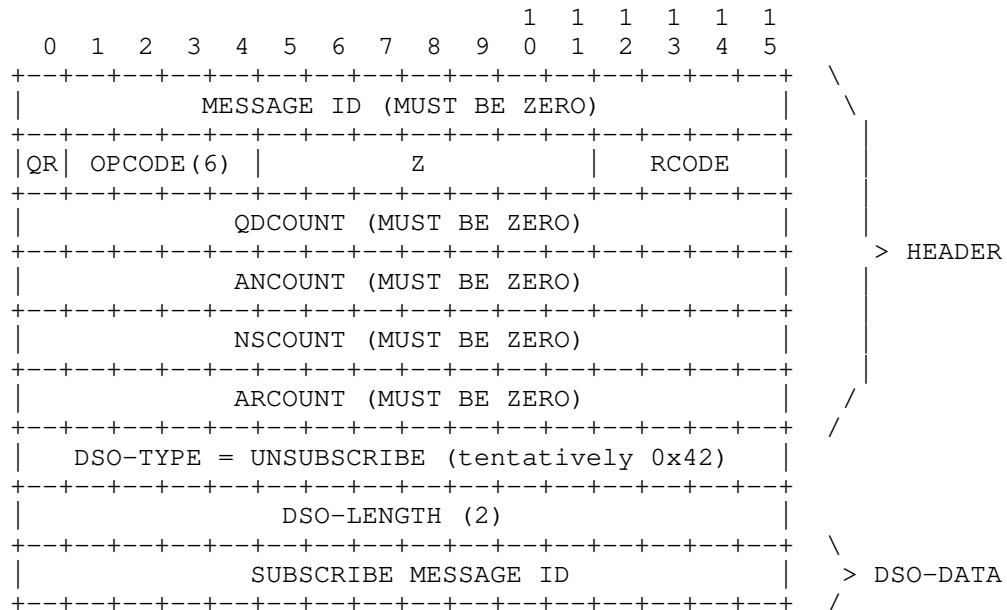 1  1  1  1  1  1
               0  1  2  3  4  5  6  7  8  9  0  1  2  3  4  5
             +--+--+--+--+--+--+--+--+--+--+--+--+--+--+--+--+  \
             |           MESSAGE ID (MUST BE ZERO)           |   \
             +--+--+--+--+--+--+--+--+--+--+--+--+--+--+--+--+    |
             |QR| OPCODE(6) |         Z          |   RCODE   |    |
             +--+--+--+--+--+--+--+--+--+--+--+--+--+--+--+--+    |
             |             QDCOUNT (MUST BE ZERO)            |    |
             +--+--+--+--+--+--+--+--+--+--+--+--+--+--+--+--+     > HEADER
             |             ANCOUNT (MUST BE ZERO)            |    |
             +--+--+--+--+--+--+--+--+--+--+--+--+--+--+--+--+    |
             |             NSCOUNT (MUST BE ZERO)            |    |
             +--+--+--+--+--+--+--+--+--+--+--+--+--+--+--+--+    |
             |             ARCOUNT (MUST BE ZERO)            |   /
             +--+--+--+--+--+--+--+--+--+--+--+--+--+--+--+--+  /
             |   DSO-TYPE = UNSUBSCRIBE (tentatively 0x42)   |
             +--+--+--+--+--+--+--+--+--+--+--+--+--+--+--+--+
             |                DSO-LENGTH (2)                 |
             +--+--+--+--+--+--+--+--+--+--+--+--+--+--+--+--+  \
             |              SUBSCRIBE MESSAGE ID             |   > DSO-DATA
             +--+--+--+--+--+--+--+--+--+--+--+--+--+--+--+--+  /